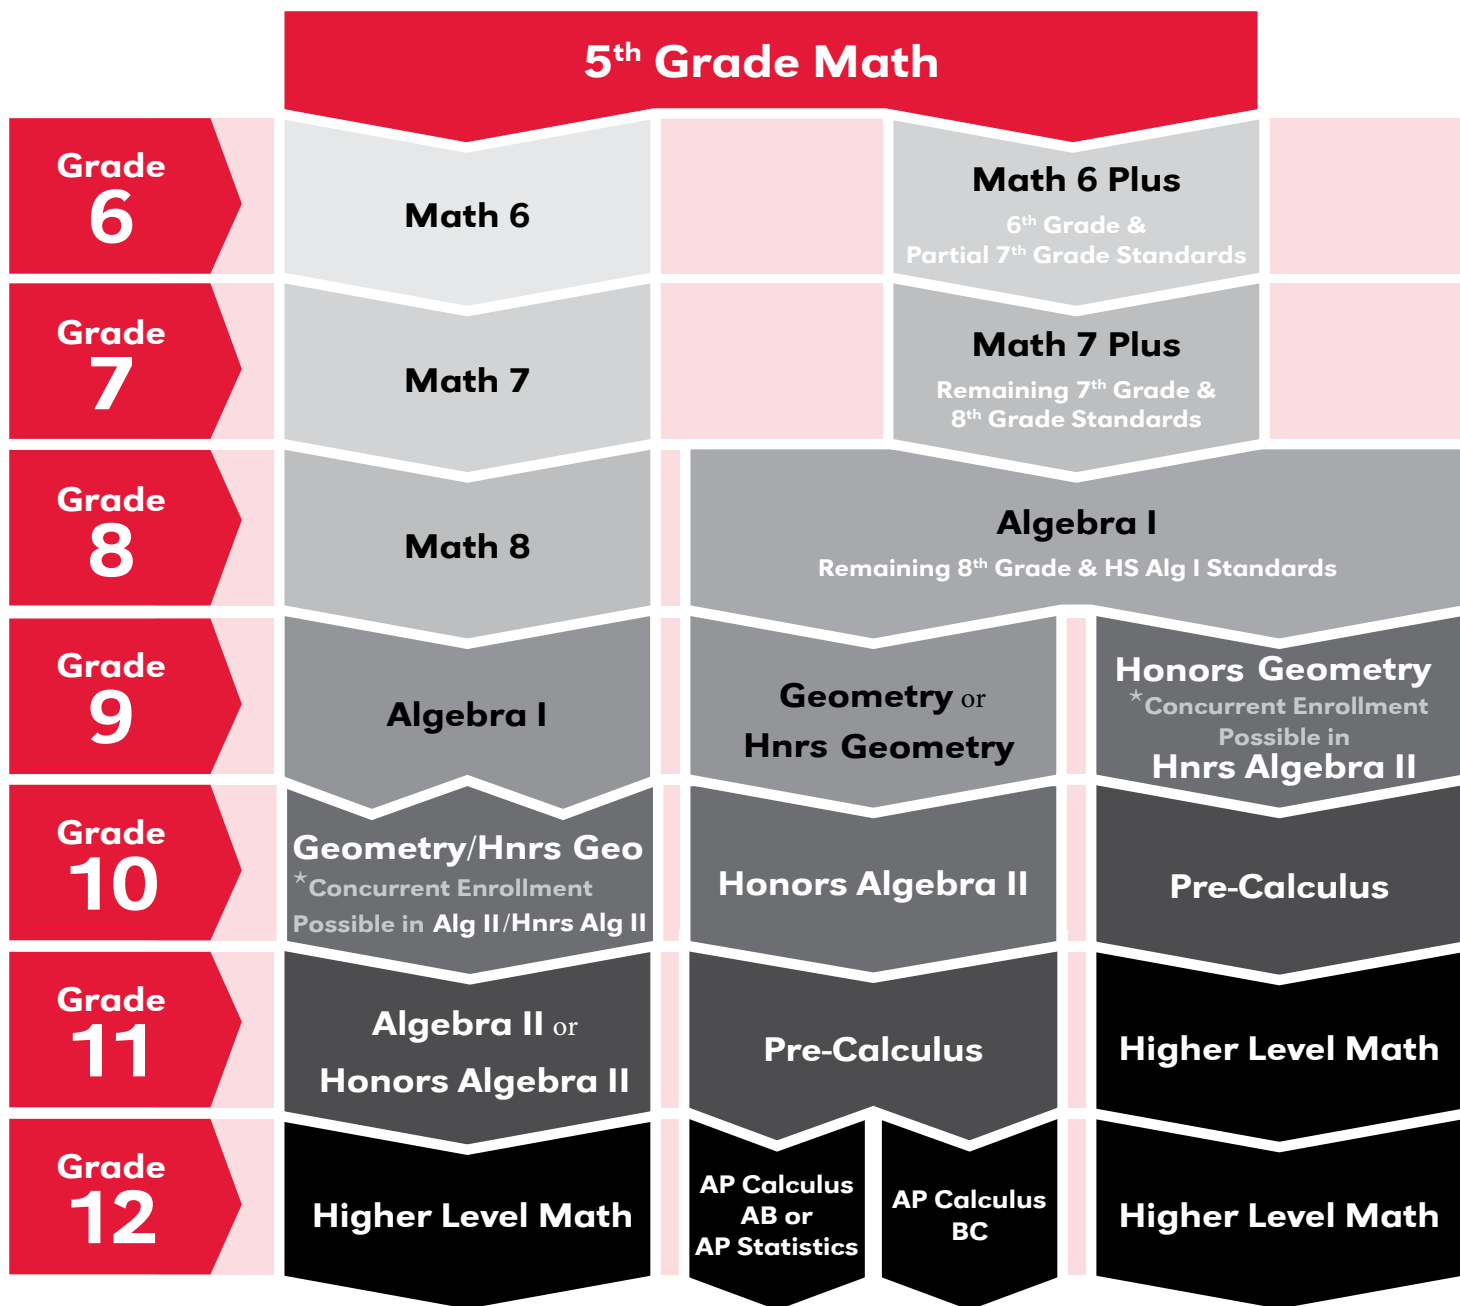 5th Grade Math
Grade
6
Math 6
Math 6 Plus
6th Grade &
Partial 7th Grade Standards
Grade
7
Math 7
Math 7 Plus
Remaining 7th Grade &
8th Grade Standards
Grade
8
Math 8
Algebra I
Remaining 8th Grade & HS Alg I Standards
Grade
9
Algebra I
Geometry or
Hnrs Geometry
Honors Geometry
*Concurrent Enrollment
Possible in
Hnrs Algebra II
Grade
10
Geometry/Hnrs Geo
*Concurrent Enrollment
Possible in Alg II/Hnrs Alg II
Honors Algebra II
Pre-Calculus
Grade
11
Algebra II or
Honors Algebra II
Pre-Calculus
Higher Level Math
Grade
12
Higher Level Math
AP Calculus
AB or
AP Statistics
AP Calculus
BC
Higher Level Math